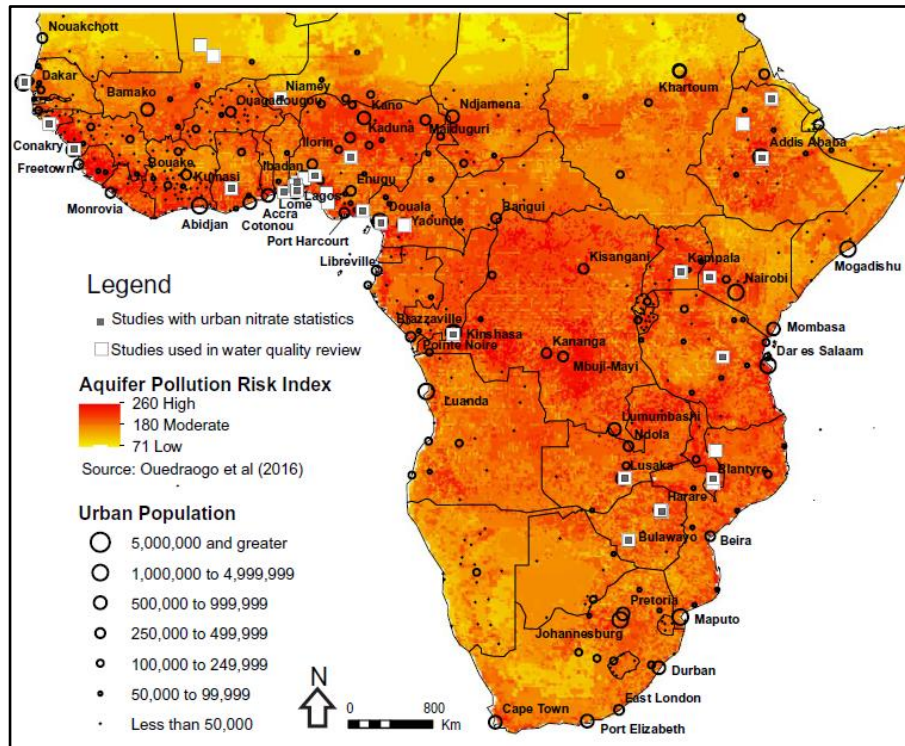 Nouakchott
Dakar
Bamako
Niamey
Ouagadougou
Kano
Ndjamena
Khartoum
Kaduna
Maiduguri
Conakry
Ilorin
Addis Ababa
Freetown
Bouake
Kumasi
Ibadan
Enugu
Monrovia
Lagos
Lome
Douala
Bangui
Abidjan
Accra
Cotonou
Yaounde
Port Harcourt
Libreville
Kisangani
Kampala
Mogadishu
Nairobi
Legend
Studies with urban nitrate statistics
Studies used in water quality review
Aquifer Pollution Risk Index
260 High
180 Moderate
71 Low
Source: Ouedraogo et al (2016)
Urban Population
5,000,000 and greater
1,000,000 to 4,999,999
500,000 to 999,999
250,000 to 499,999
100,000 to 249,999
50,000 to 99,999
Less than 50,000
Brazzaville
Kinshasa
Pointe Noire
Kananga
Mbuji-Mayi
Mombasa
Dar es Salaam
Luanda
Lumumbashi
Ndola
Lusaka
Blantyre
Harare
Bulawayo
Beira
Pretoria
Johannesburg
Maputo
Durban
East London
Cape Town
Port Elizabeth
N
0 800
Km